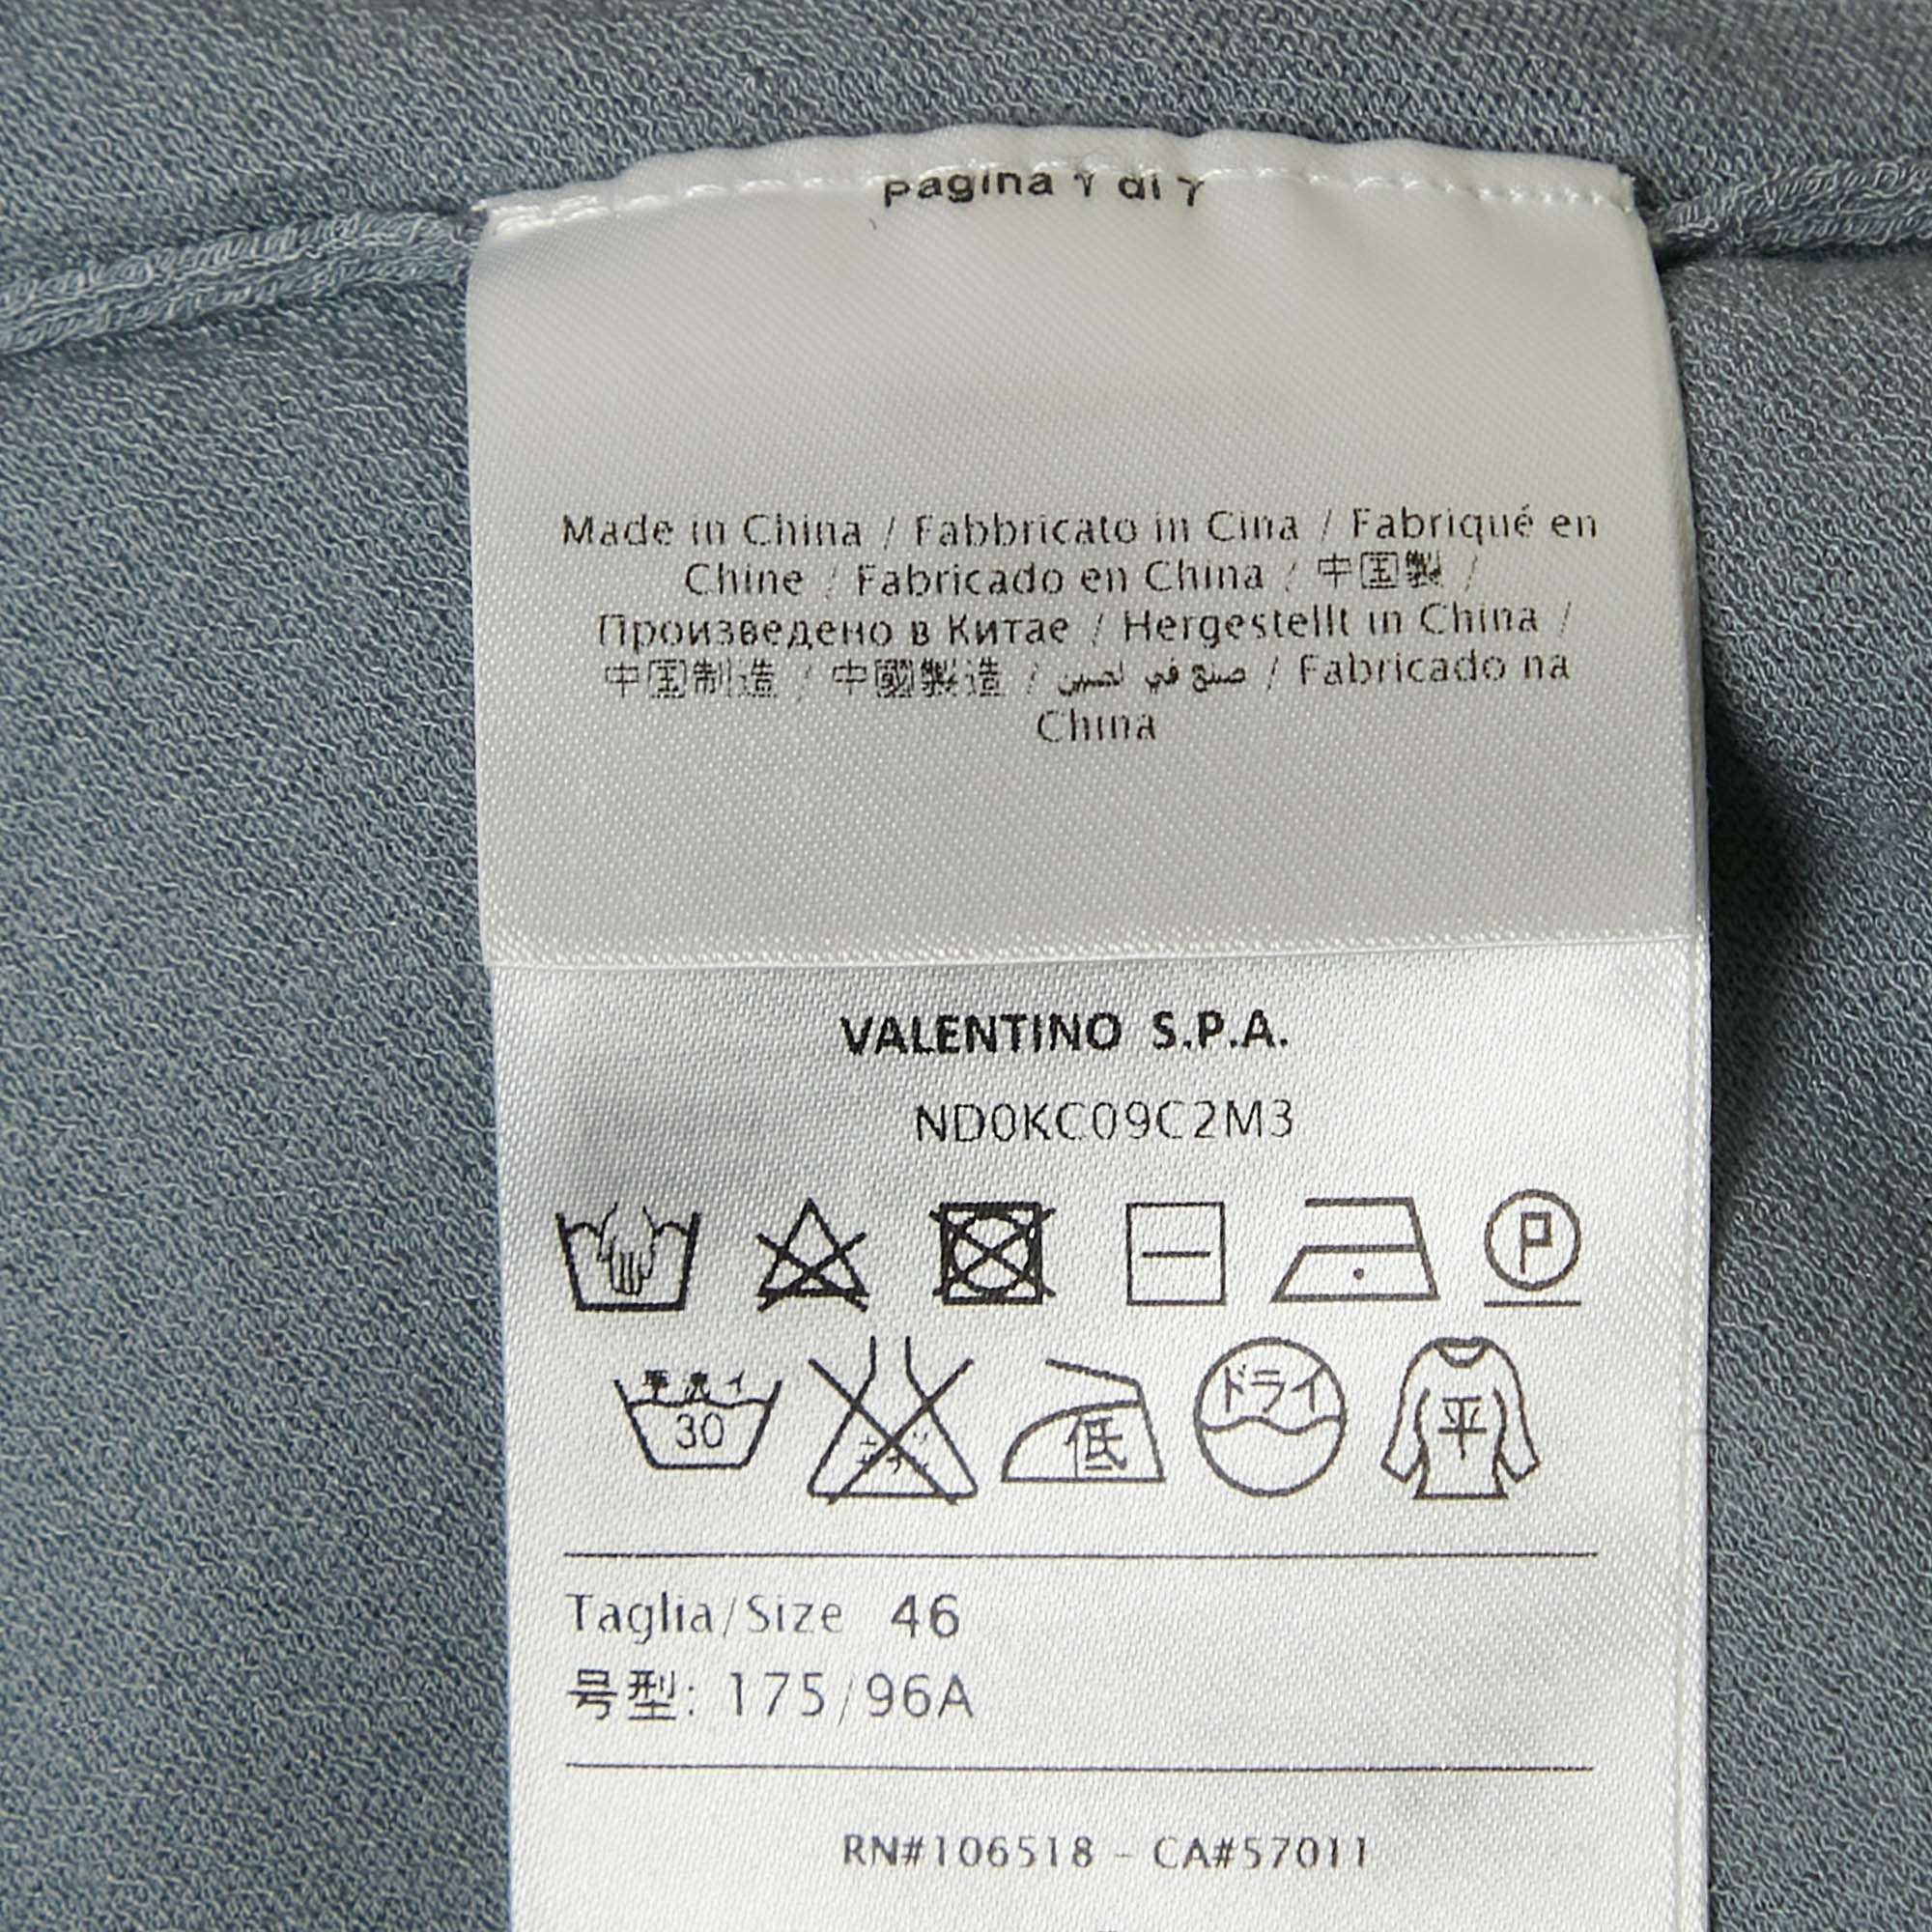 Pagina 1 di 7
Made in China / Fabbricato in Cina / Fabriqué en
Chine / Fabricado en China / 中国製 /
Произведено в Китае / Hergestellt in China /
中国制造 / 中國製造 / صنع في لصين / Fabricado na
China
VALENTINO S.P.A.
ND0KC09C2M3
P
30 低 ドライ 平
Taglia/Size 46
号型: 175/96A
RN#106518 - CA#57011